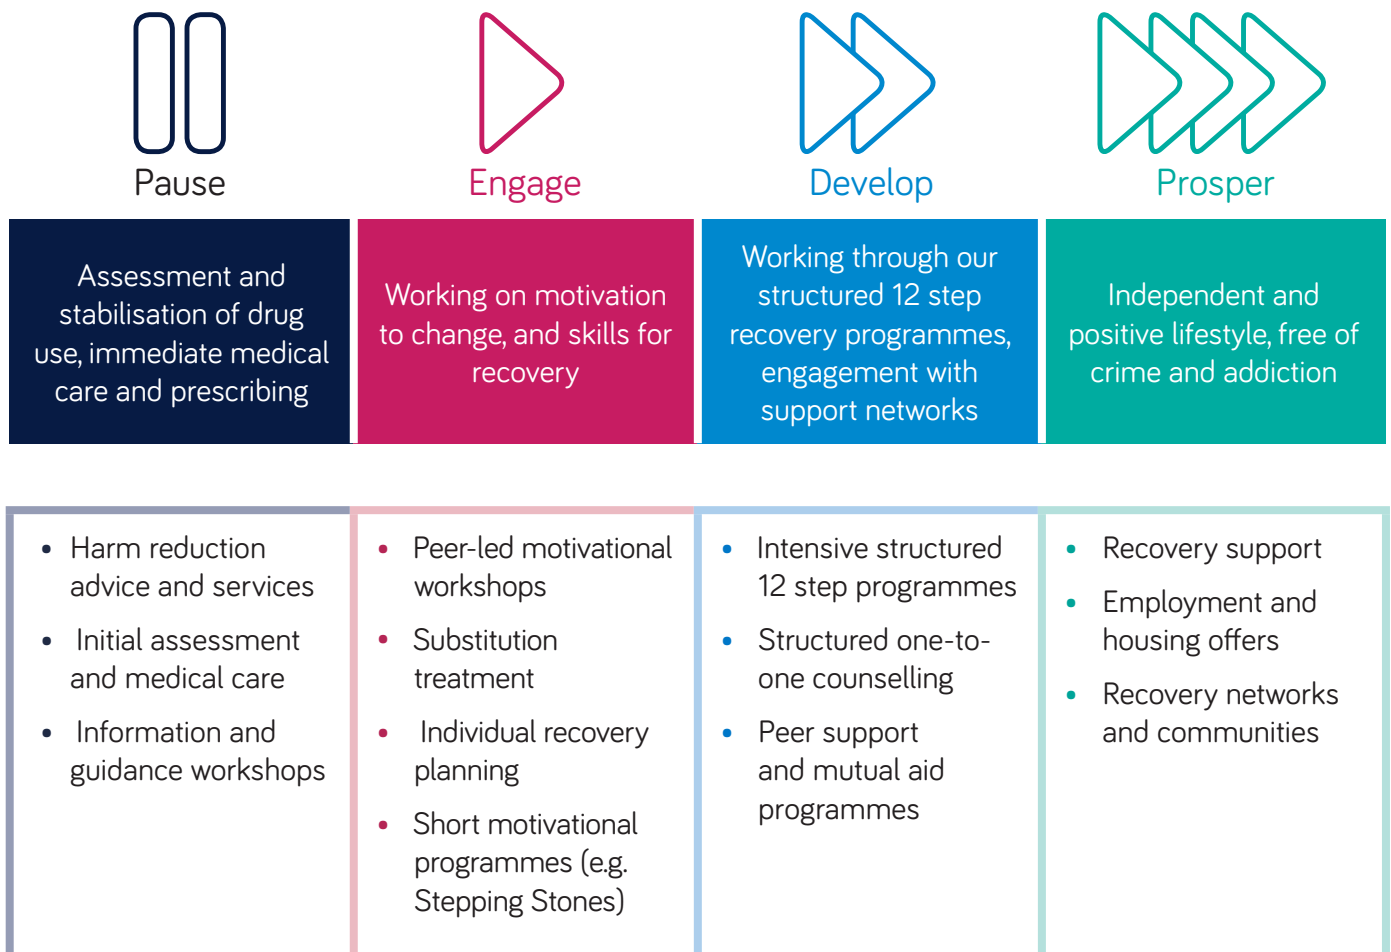 Pause
Engage
Develop
Prosper
Assessment and
stabilisation of drug
use, immediate medical
care and prescribing
Working on motivation
to change, and skills for
recovery
Working through our
structured 12 step
recovery programmes,
engagement with
support networks
Independent and
positive lifestyle, free of
crime and addiction
• Harm reduction
advice and services
• Initial assessment
and medical care
• Information and
guidance workshops
• Peer-led motivational
workshops
• Substitution
treatment
• Individual recovery
planning
• Short motivational
programmes (e.g.
Stepping Stones)
• Intensive structured
12 step programmes
• Structured one-to-
one counselling
• Peer support
and mutual aid
programmes
• Recovery support
• Employment and
housing offers
• Recovery networks
and communities